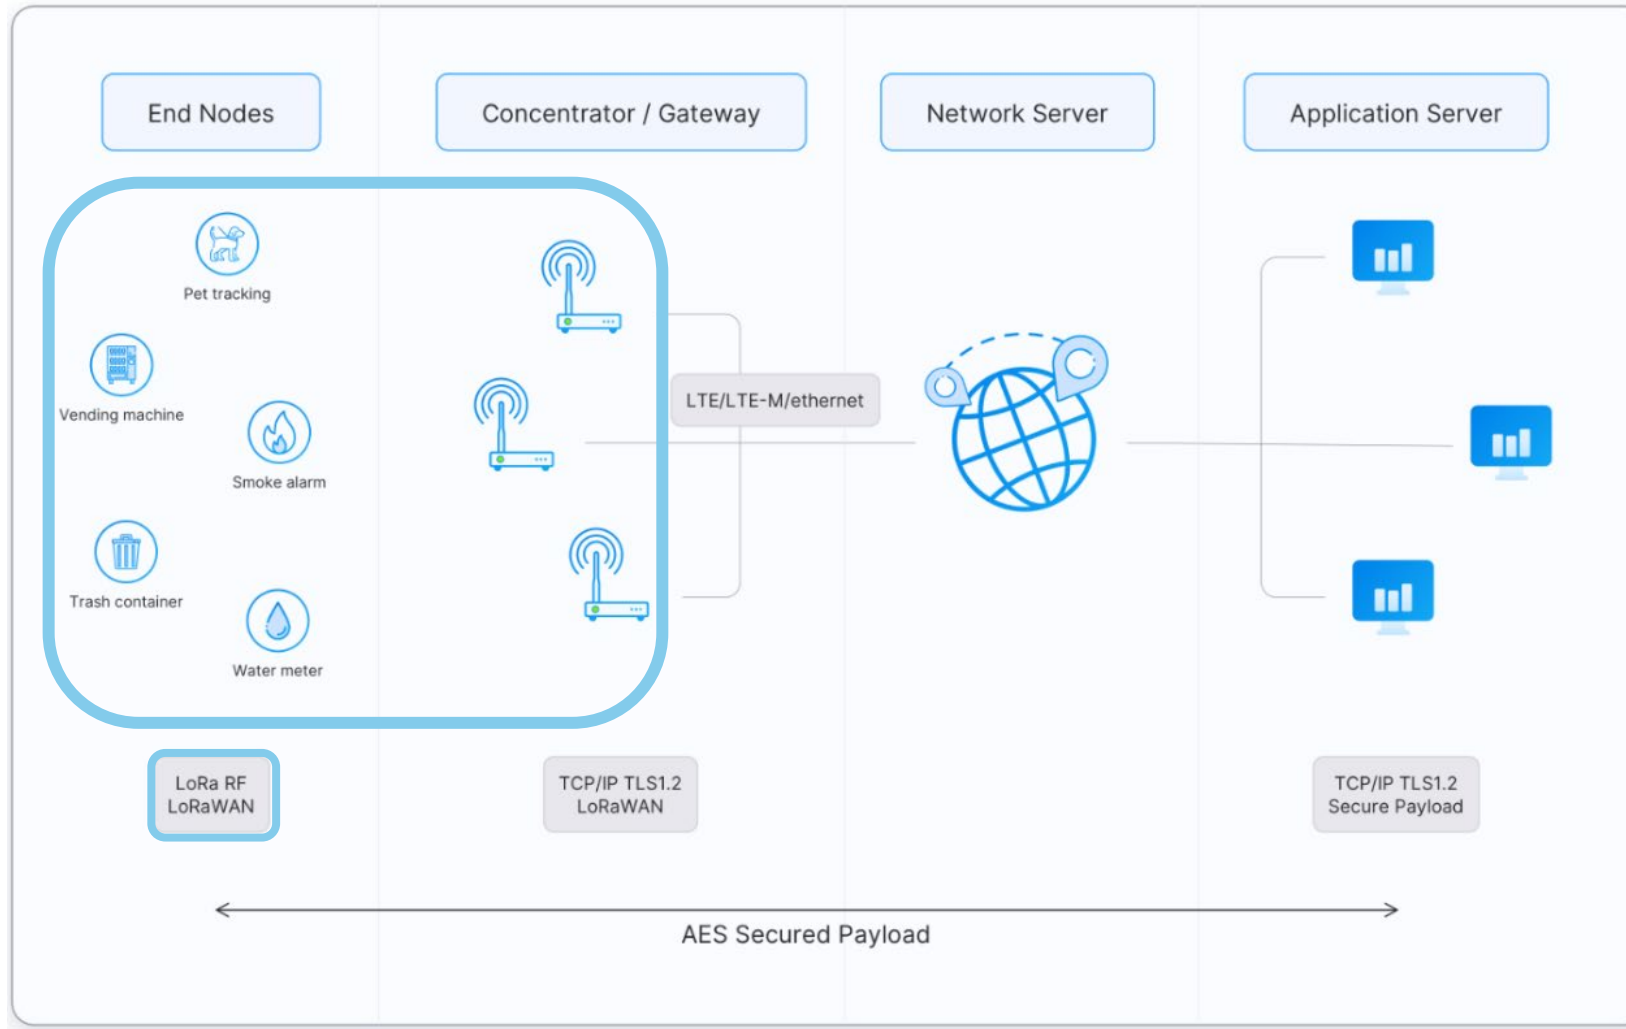 End Nodes
Concentrator / Gateway
Network Server
Application Server
Pet tracking
Vending machine
Smoke alarm
Trash container
Water meter
LTE/LTE-M/ethernet
LoRa RF
LoRaWAN
TCP/IP TLS1.2
LoRaWAN
TCP/IP TLS1.2
Secure Payload
AES Secured Payload